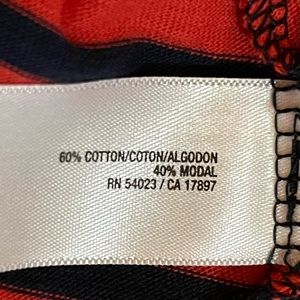 60% COTTON/COTON/ALGODON
40% MODAL
RN 54023 / CA 17897